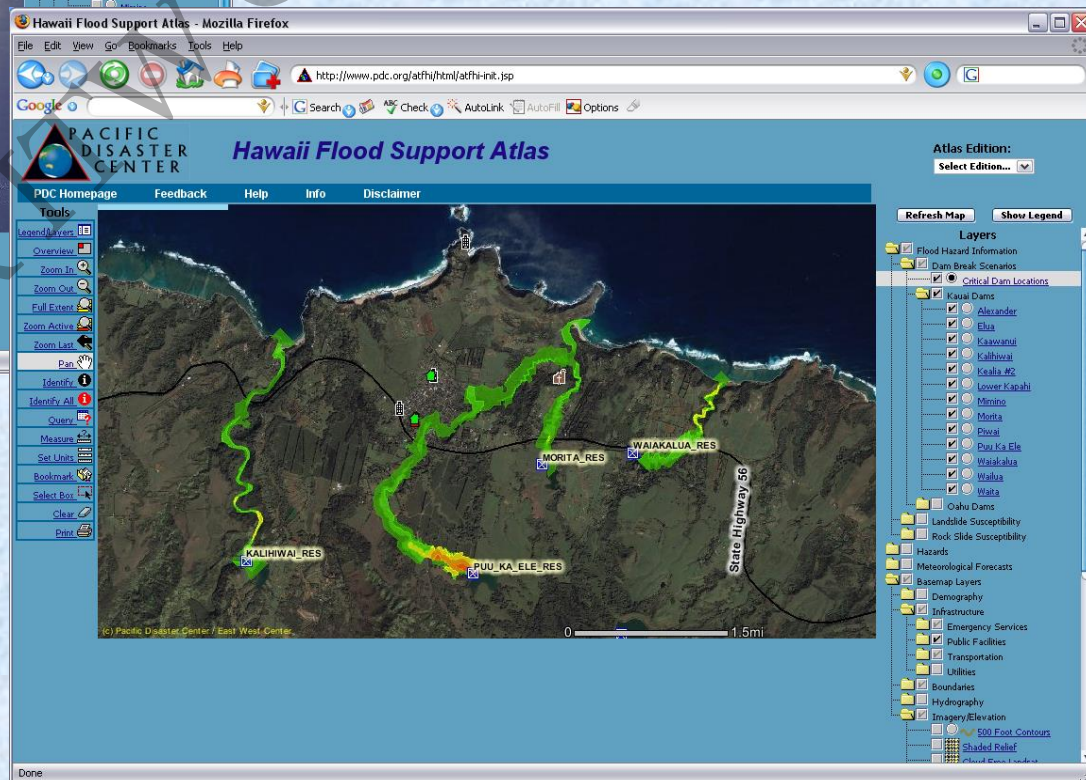 Mimino
Hawaii Flood Support Atlas - Mozilla Firefox
File Edit View Go Bookmarks Tools Help
http://www.pdc.org/atfhi/html/atfhi-init.jsp
G
Google
G Search
Check
AutoLink
AutoFill
Options
PACIFIC
DISASTER
CENTER
Hawaii Flood Support Atlas
Atlas Edition:
Select Edition...
PDC Homepage
Feedback
Help
Info
Disclaimer
Tools
Legend/Layers
Overview
Zoom In
Zoom Out
Full Extent
Zoom Active
Zoom Last
Pan
Identify
Identify All
Query
Measure
Set Units
Bookmark
Select Box
Clear
Print
MORITA_RES
WAIAKALUA_RES
State Highway 56
KALIHIWAI_RES
PUU_KA_ELE_RES
(c) Pacific Disaster Center / East West Center
0
1.5mi
Refresh Map
Show Legend
Layers
Flood Hazard Information
Dam Break Scenarios
Critical Dam Locations
Kauai Dams
Alexander
Elua
Kaawanui
Kalihiwai
Kealia #2
Lower Kapahi
Mimino
Morita
Piwai
Puu Ka Ele
Waiakalua
Wailua
Waita
Oahu Dams
Landslide Susceptibility
Rock Slide Susceptibility
Hazards
Meteorological Forecasts
Basemap Layers
Demography
Infrastructure
Emergency Services
Public Facilities
Transportation
Utilities
Boundaries
Hydrography
Imagery/Elevation
500 Foot Contours
Shaded Relief
Cloud Free Landsat
Done